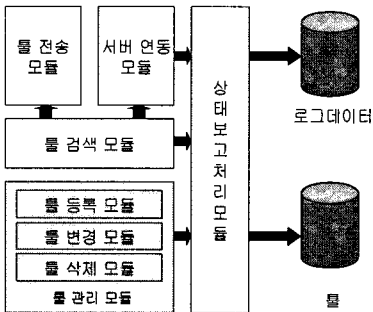 룰 전송
모듈
서버 연동
모듈
상태보고처리모듈
로그데이터
룰 검색 모듈
룰 등록 모듈
룰 변경 모듈
룰 삭제 모듈
룰 관리 모듈
룰